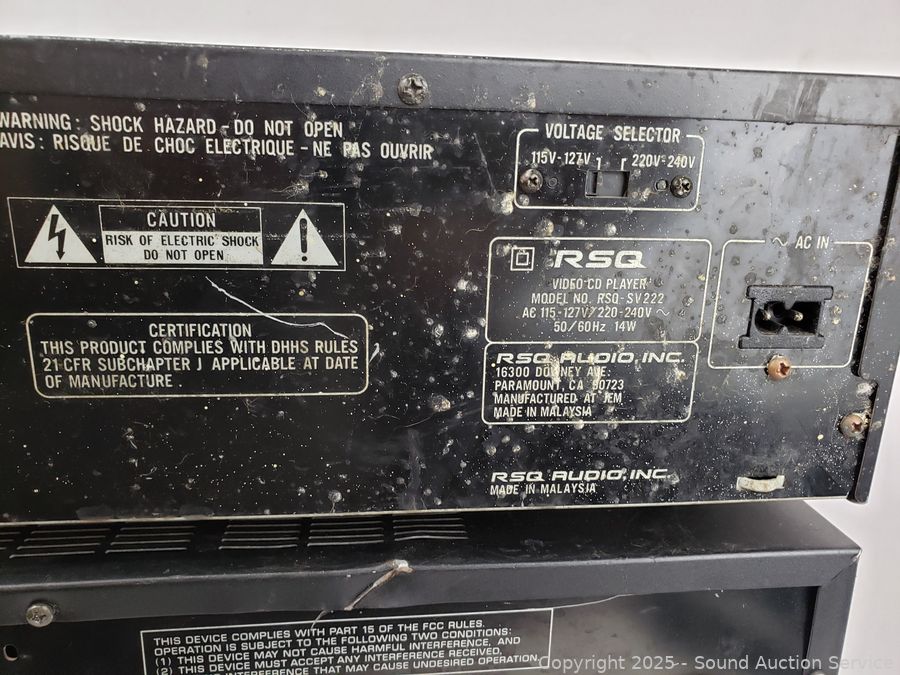 WARNING: SHOCK HAZARD - DO NOT OPEN
AVIS: RISQUE DE CHOC ELECTRIQUE - NE PAS OUVRIR
CAUTION
RISK OF ELECTRIC SHOCK
DO NOT OPEN
CERTIFICATION
THIS PRODUCT COMPLIES WITH DHHS RULES
21 CFR SUBCHAPTER J APPLICABLE AT DATE
OF MANUFACTURE
VOLTAGE SELECTOR
115V-127V 220V-240V
RSQ
VIDEO CD PLAYER
MODEL NO. RSQ-SV222
AC 115-127V/220-240V ~
50/60Hz 14W
RSQ AUDIO, INC.
16300 DOWNEY AVE.
PARAMOUNT, CA 90723
MANUFACTURED AT JEM
MADE IN MALAYSIA
~ AC IN
RSQ AUDIO, INC.
MADE IN MALAYSIA
THIS DEVICE COMPLIES WITH PART 15 OF THE FCC RULES.
OPERATION IS SUBJECT TO THE FOLLOWING TWO CONDITIONS:
(1) THIS DEVICE MAY NOT CAUSE HARMFUL INTERFERENCE,
(2) THIS DEVICE MUST ACCEPT ANY INTERFERENCE RECEIVED,
INTERFERENCE THAT MAY CAUSE UNDESIRED OPERATION.
Copyright 2025 - Sound Auction Service